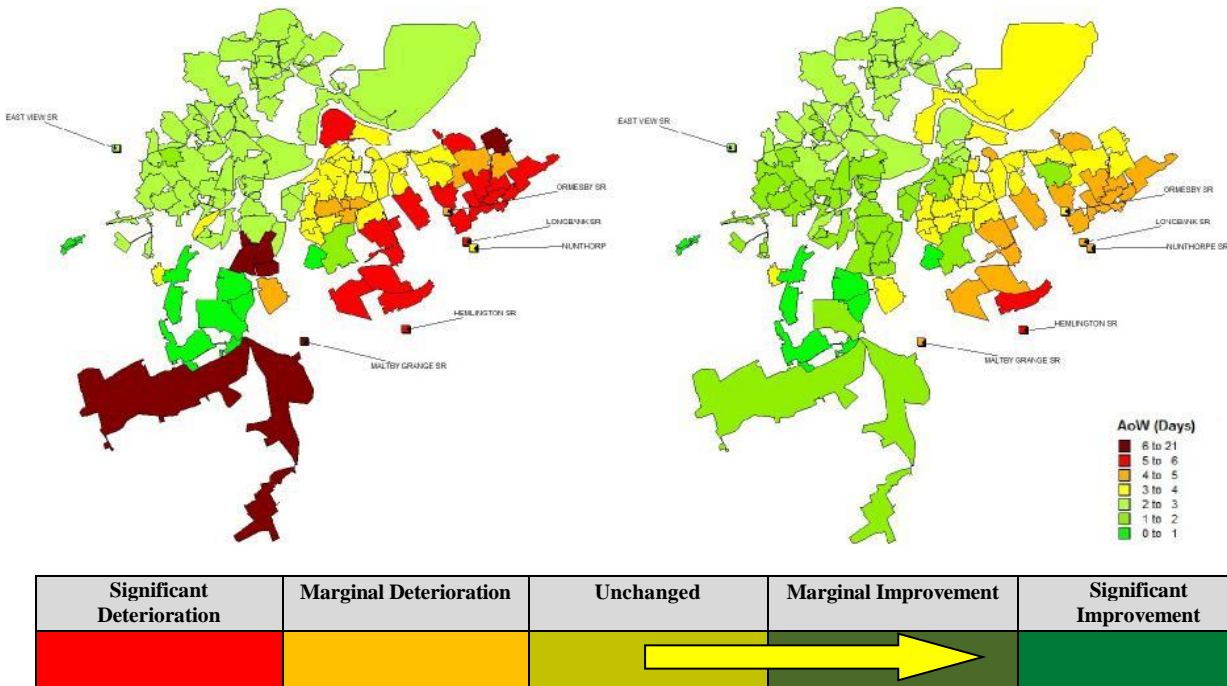 EAST VIEW SR
ORMESBY SR
LONGBANK SR
NUNTHORP
HEMLINGTON SR
MALTBY GRANGE SR
EAST VIEW SR
ORMESBY SR
LONGBANK SR
NUNTHORPE SR
HEMLINGTON SR
MALTBY GRANGE SR
AoW (Days)
6 to 21
5 to 6
4 to 5
3 to 4
2 to 3
1 to 2
0 to 1
Significant Deterioration
Marginal Deterioration
Unchanged
Marginal Improvement
Significant Improvement